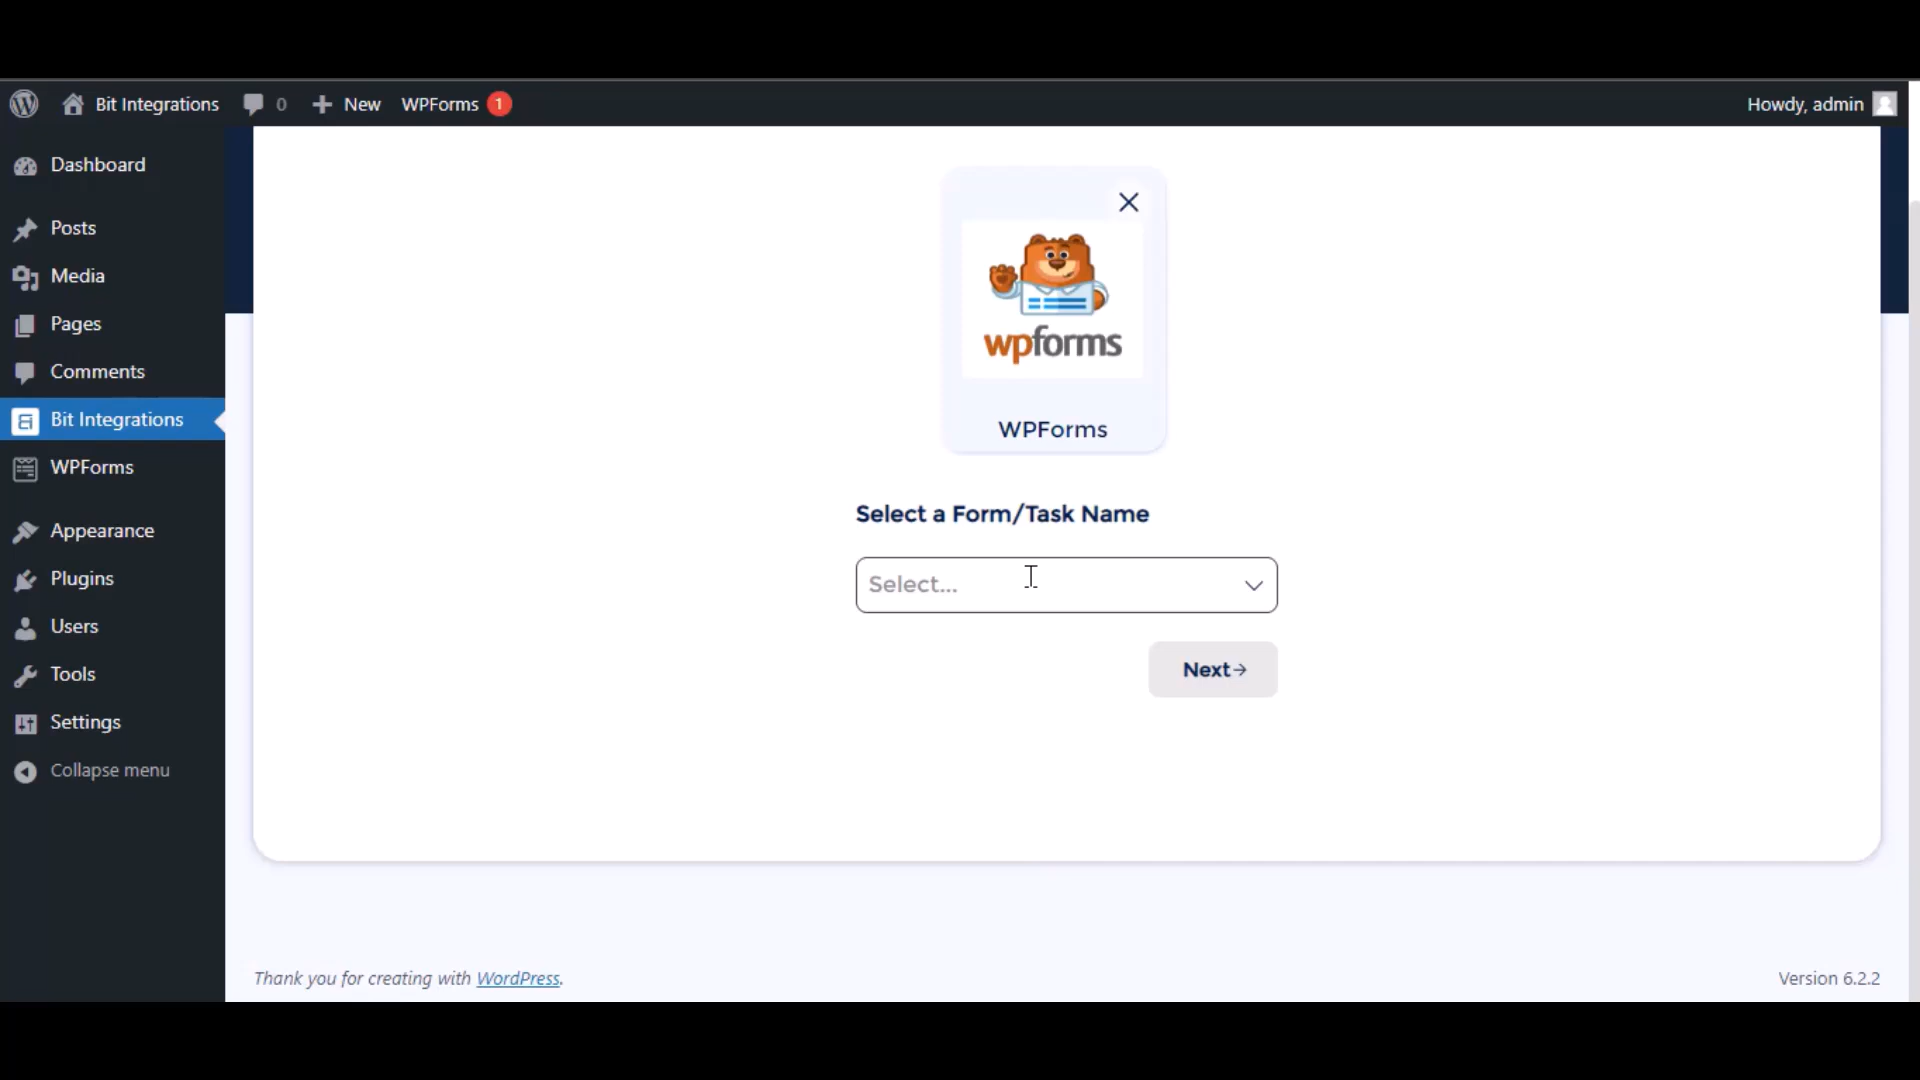 Bit Integrations 0 New WPForms 1 Howdy, admin
Dashboard
Posts
Media
Pages
Comments
Bit Integrations
WPForms
Appearance
Plugins
Users
Tools
Settings
Collapse menu
wpforms
WPForms
Select a Form/Task Name
Select...
Next→
Thank you for creating with WordPress.
Version 6.2.2